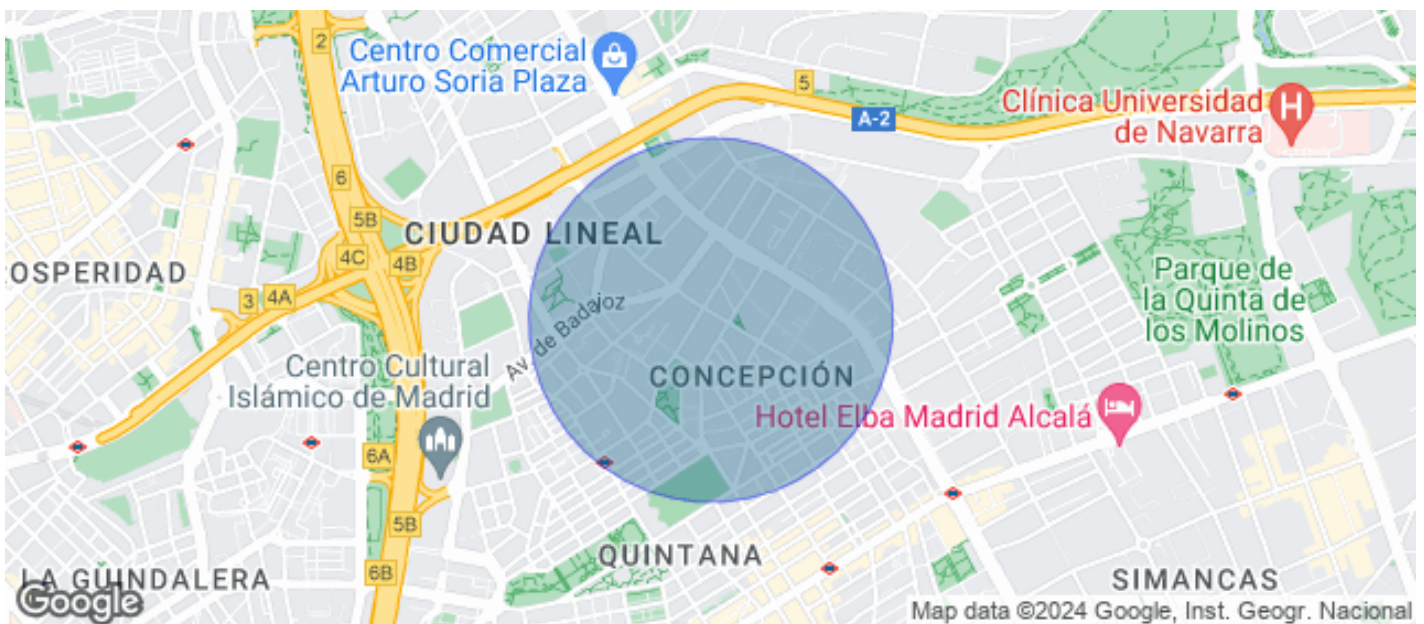 2
Centro Comercial
Arturo Soria Plaza
5
A-2
Clínica Universidad
de Navarra
6
5B
CIUDAD LINEAL
4C
4B
OSPERIDAD
3
4A
Av. de Badajoz
Parque de
la Quinta de
los Molinos
Centro Cultural
Islámico de Madrid
CONCEPCIÓN
Hotel Elba Madrid Alcalá
6A
5B
QUINTANA
6B
LA GUINDALERA
SIMANCAS
Google
Map data ©2024 Google, Inst. Geogr. Nacional
H